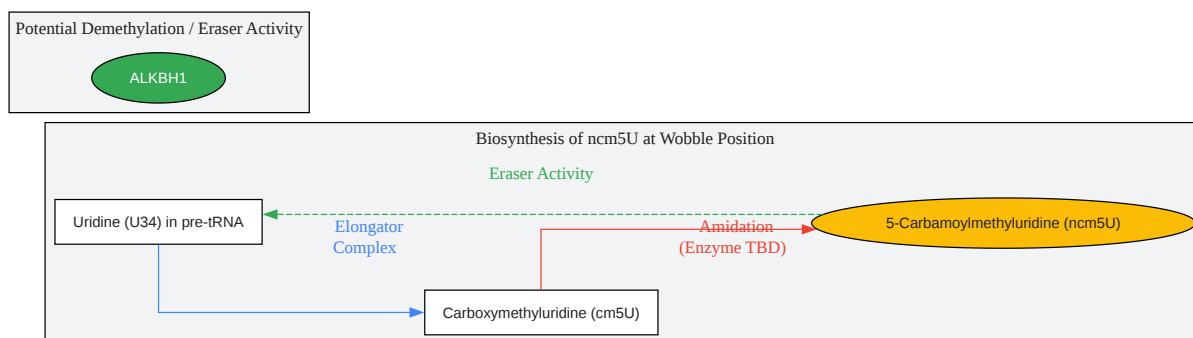 Potential Demethylation / Eraser Activity
ALKBH1
Biosynthesis of ncm5U at Wobble Position
Eraser Activity
Uridine (U34) in pre-tRNA
Elongator
Complex
Amidation
(Enzyme TBD)
5-Carbamoylmethyluridine (ncm5U)
Carboxymethyluridine (cm5U)